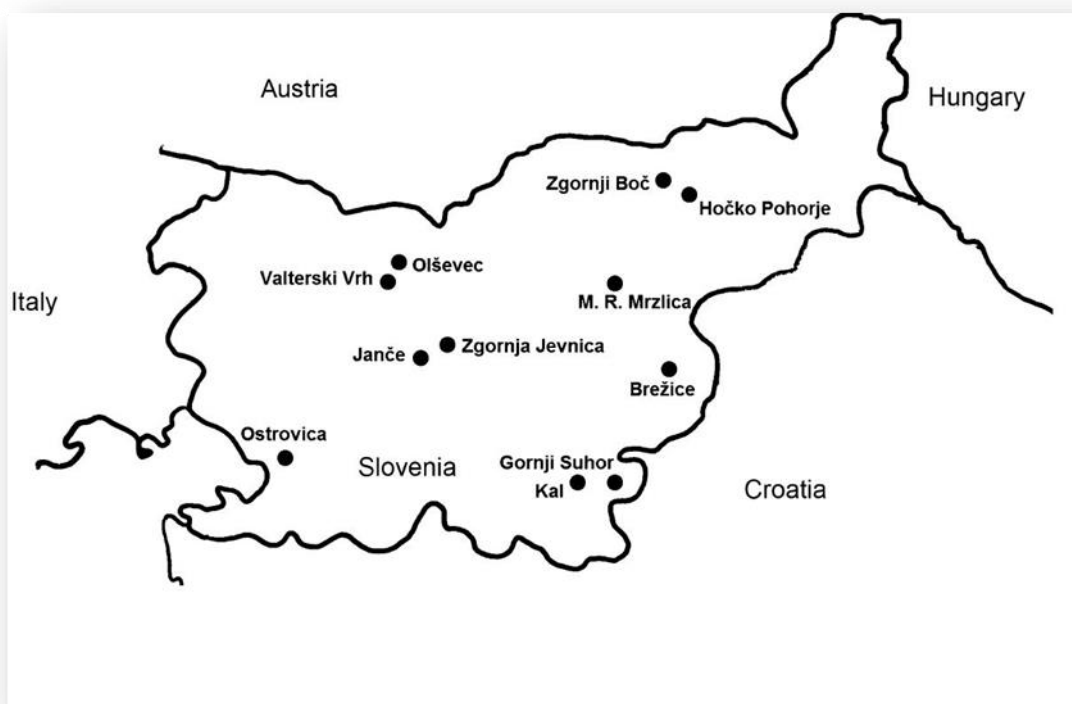 Austria
Hungary
Zgornji Boč
Hočko Pohorje
Olševec
Valterski Vrh
Italy
M. R. Mrzlica
Zgornja Jevnica
Janče
Brežice
Ostrovica
Slovenia
Gornji Suhor
Kal
Croatia